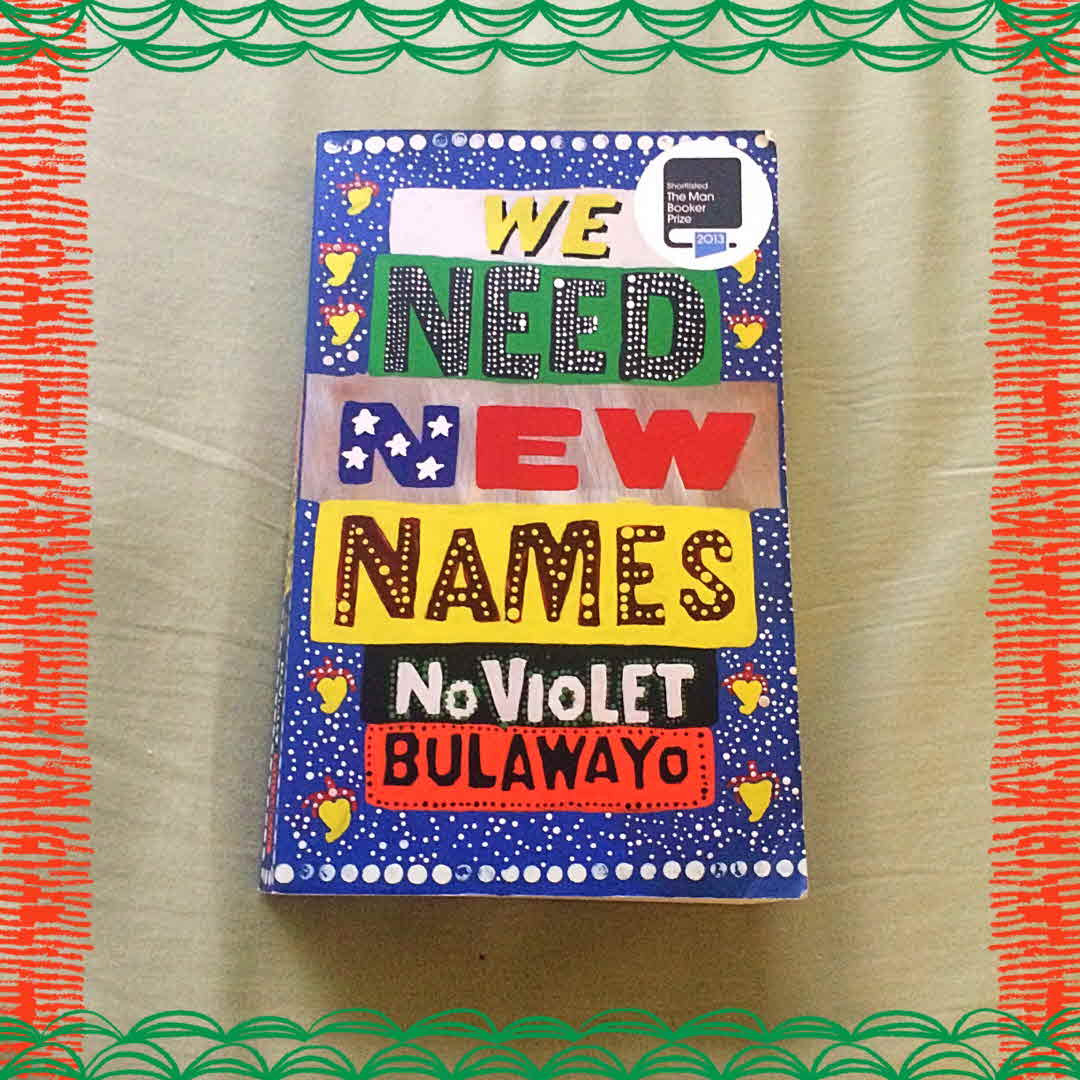 WE
NEED
NEW
NAMES
NOVIOLET
BULAWAYO
Shortlisted
The Man
Booker
Prize
2013